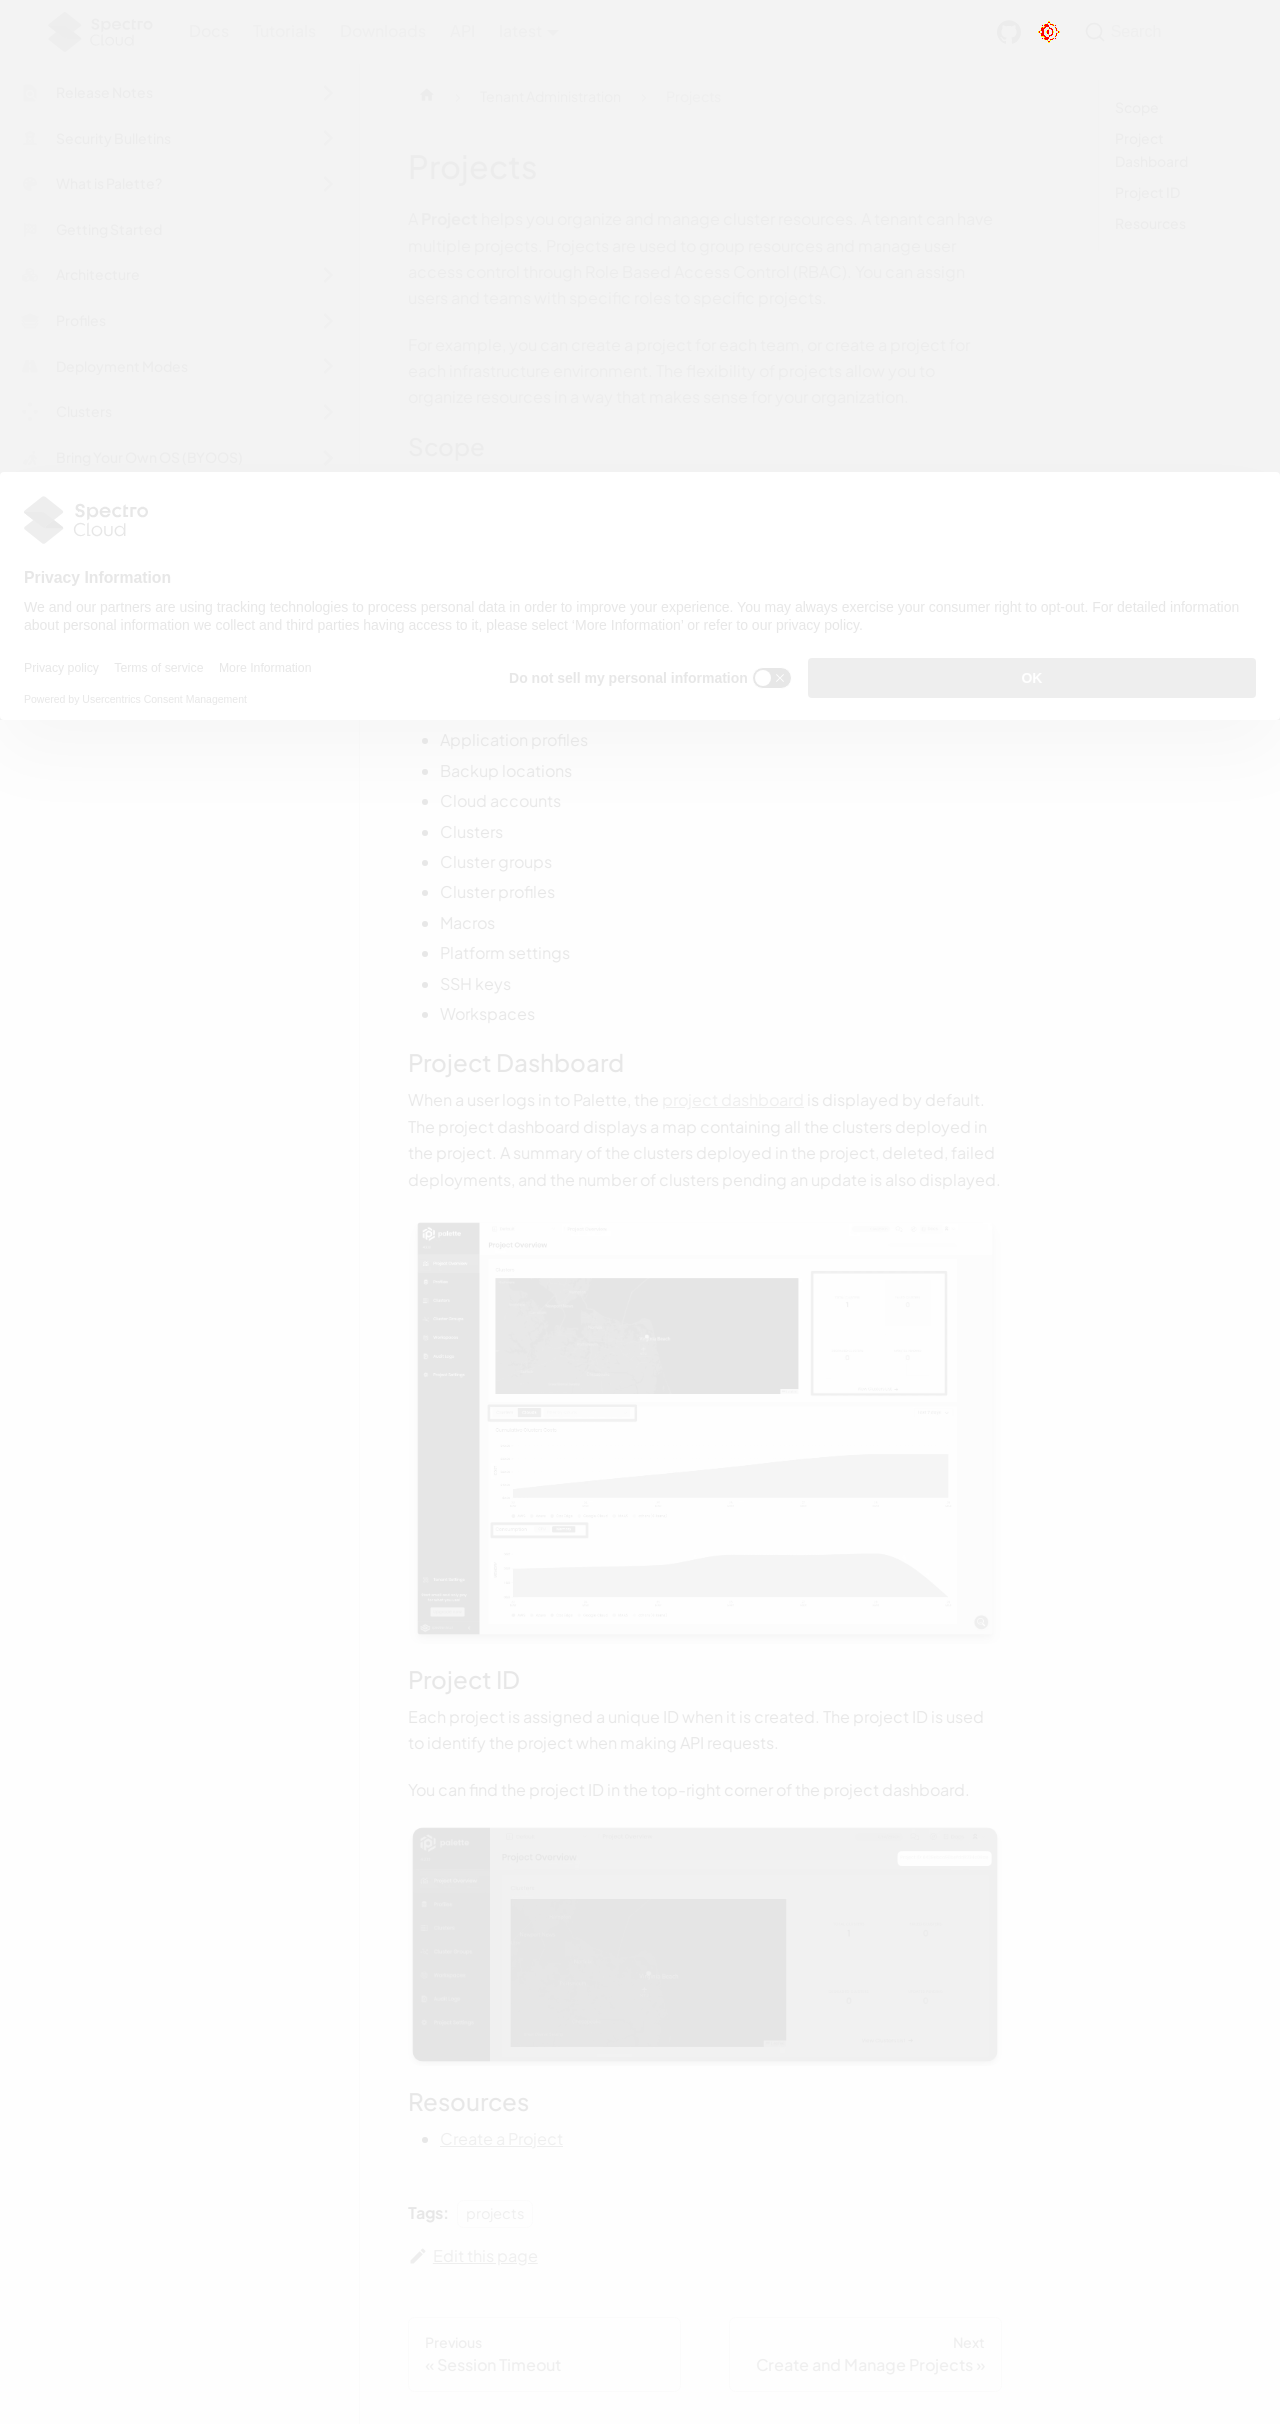 Spectro Cloud
Docs Tutorials Downloads API latest Search
Release Notes
Security Bulletins
What is Palette?
Getting Started
Architecture
Profiles
Deployment Modes
Clusters
Bring Your Own OS (BYOOS)
Tenant Administration Projects
Projects
A Project helps you organize and manage cluster resources. A tenant can have
multiple projects. Projects are used to group resources and manage user
access control through Role Based Access Control (RBAC). You can assign
users and teams with specific roles to specific projects.
For example, you can create a project for each team, or create a project for
each infrastructure environment. The flexibility of projects allow you to
organize resources in a way that makes sense for your organization.
Scope
Scope
Project
Dashboard
Project ID
Resources
Spectro
Cloud
Privacy Information
We and our partners are using tracking technologies to process personal data in order to improve your experience. You may always exercise your consumer right to opt-out. For detailed information
about personal information we collect and third parties having access to it, please select 'More Information' or refer to our privacy policy.
Privacy policy Terms of service More Information
Do not sell my personal information OK
Powered by Usercentrics Consent Management
Application profiles
Backup locations
Cloud accounts
Clusters
Cluster groups
Cluster profiles
Macros
Platform settings
SSH keys
Workspaces
Project Dashboard
When a user logs in to Palette, the project dashboard is displayed by default.
The project dashboard displays a map containing all the clusters deployed in
the project. A summary of the clusters deployed in the project, deleted, failed
deployments, and the number of clusters pending an update is also displayed.
palette
Project Overview
Project ID
Each project is assigned a unique ID when it is created. The project ID is used
to identify the project when making API requests.
You can find the project ID in the top-right corner of the project dashboard.
palette
Project Overview
Resources
Create a Project
Tags: projects
Edit this page
Previous
« Session Timeout
Next
Create and Manage Projects »